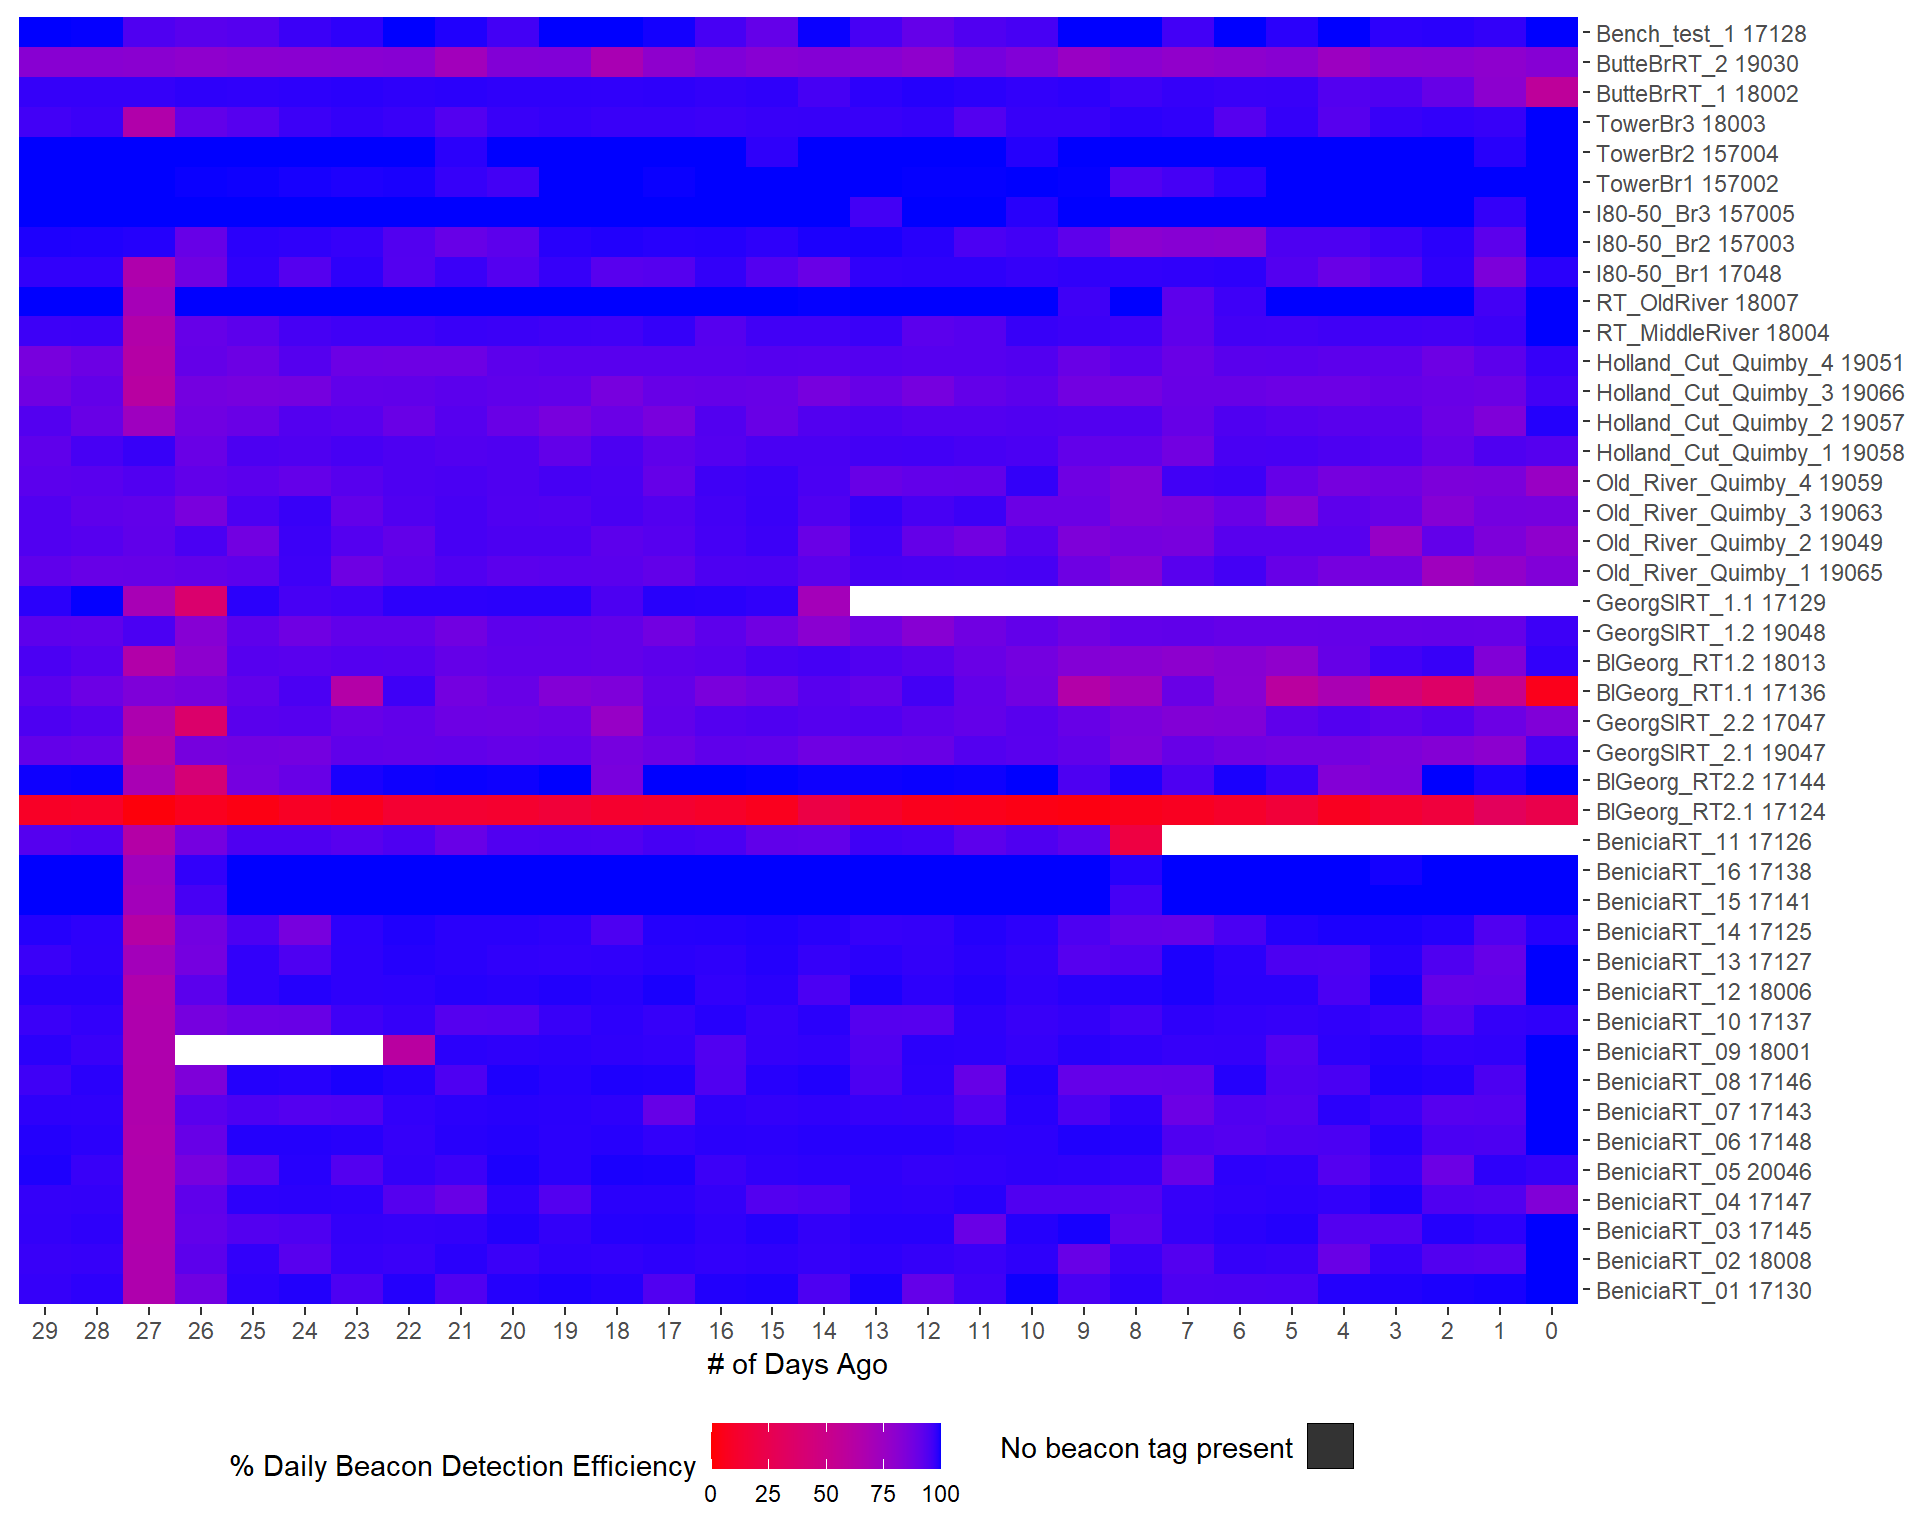 Bench_test_1 17128
ButteBrRT_2 19030
ButteBrRT_1 18002
TowerBr3 18003
TowerBr2 157004
TowerBr1 157002
I80-50_Br3 157005
I80-50_Br2 157003
I80-50_Br1 17048
RT_OldRiver 18007
RT_MiddleRiver 18004
Holland_Cut_Quimby_4 19051
Holland_Cut_Quimby_3 19066
Holland_Cut_Quimby_2 19057
Holland_Cut_Quimby_1 19058
Old_River_Quimby_4 19059
Old_River_Quimby_3 19063
Old_River_Quimby_2 19049
Old_River_Quimby_1 19065
GeorgSlRT_1.1 17129
GeorgSlRT_1.2 19048
BlGeorg_RT1.2 18013
BlGeorg_RT1.1 17136
GeorgSlRT_2.2 17047
GeorgSlRT_2.1 19047
BlGeorg_RT2.2 17144
BlGeorg_RT2.1 17124
BeniciaRT_11 17126
BeniciaRT_16 17138
BeniciaRT_15 17141
BeniciaRT_14 17125
BeniciaRT_13 17127
BeniciaRT_12 18006
BeniciaRT_10 17137
BeniciaRT_09 18001
BeniciaRT_08 17146
BeniciaRT_07 17143
BeniciaRT_06 17148
BeniciaRT_05 20046
BeniciaRT_04 17147
BeniciaRT_03 17145
BeniciaRT_02 18008
BeniciaRT_01 17130
29 28 27 26 25 24 23 22 21 20 19 18 17 16 15 14 13 12 11 10 9 8 7 6 5 4 3 2 1 0
# of Days Ago
% Daily Beacon Detection Efficiency
0 25 50 75 100
No beacon tag present